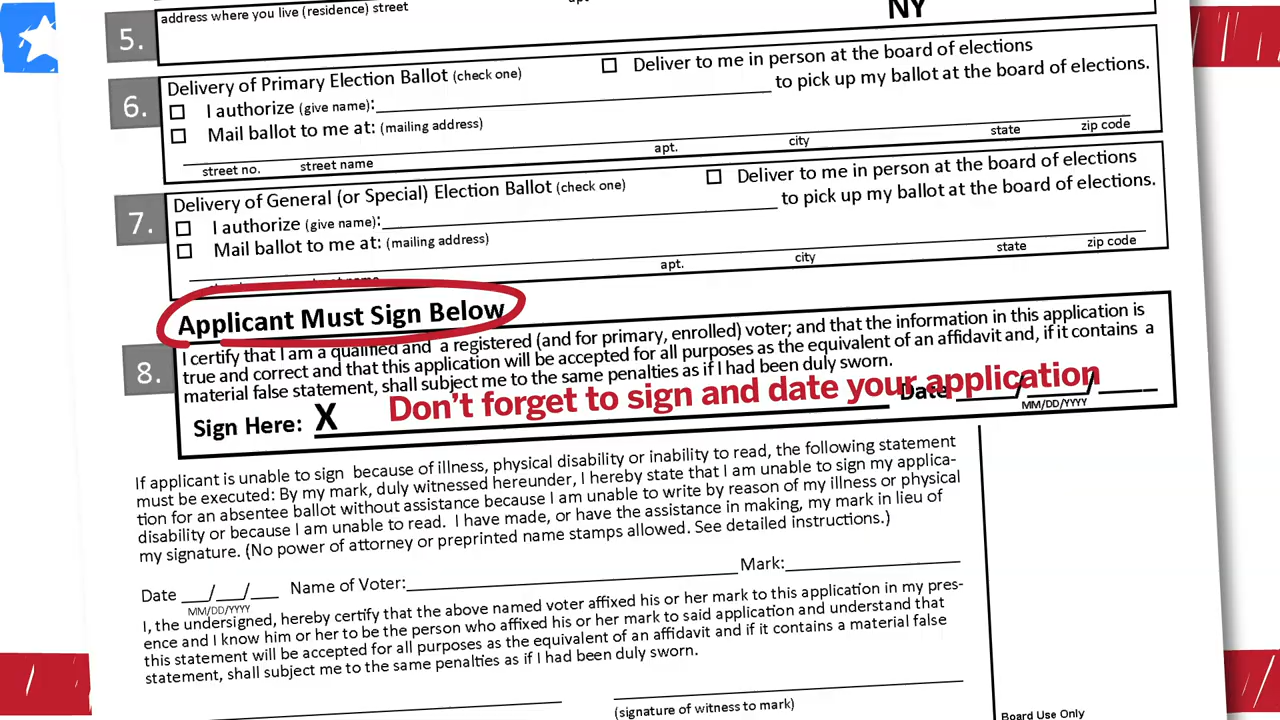 address where you live (residence) street
NY
5.
6.
Delivery of Primary Election Ballot (check one)
Deliver to me in person at the board of elections
I authorize (give name):
to pick up my ballot at the board of elections.
Mail ballot to me at: (mailing address)
street no. street name apt. city state zip code
7.
Delivery of General (or Special) Election Ballot (check one)
Deliver to me in person at the board of elections
I authorize (give name):
to pick up my ballot at the board of elections.
Mail ballot to me at: (mailing address)
apt. city state zip code
Applicant Must Sign Below
8.
I certify that I am a qualified and a registered (and for primary, enrolled) voter; and that the information in this application is
true and correct and that this application will be accepted for all purposes as the equivalent of an affidavit and, if it contains a
material false statement, shall subject me to the same penalties as if I had been duly sworn.
Sign Here: X
Don't forget to sign and date your application
Date ___/___/___
MM/DD/YYYY
If applicant is unable to sign because of illness, physical disability or inability to read, the following statement
must be executed: By my mark, duly witnessed hereunder, I hereby state that I am unable to sign my applica-
tion for an absentee ballot without assistance because I am unable to write by reason of my illness or physical
disability or because I am unable to read. I have made, or have the assistance in making, my mark in lieu of
my signature. (No power of attorney or preprinted name stamps allowed. See detailed instructions.)
Date ___/___/___ Name of Voter: Mark:
MM/DD/YYYY
I, the undersigned, hereby certify that the above named voter affixed his or her mark to this application in my pres-
ence and I know him or her to be the person who affixed his or her mark to said application and understand that
this statement will be accepted for all purposes as the equivalent of an affidavit and if it contains a material false
statement, shall subject me to the same penalties as if I had been duly sworn.
(signature of witness to mark)
Board Use Only